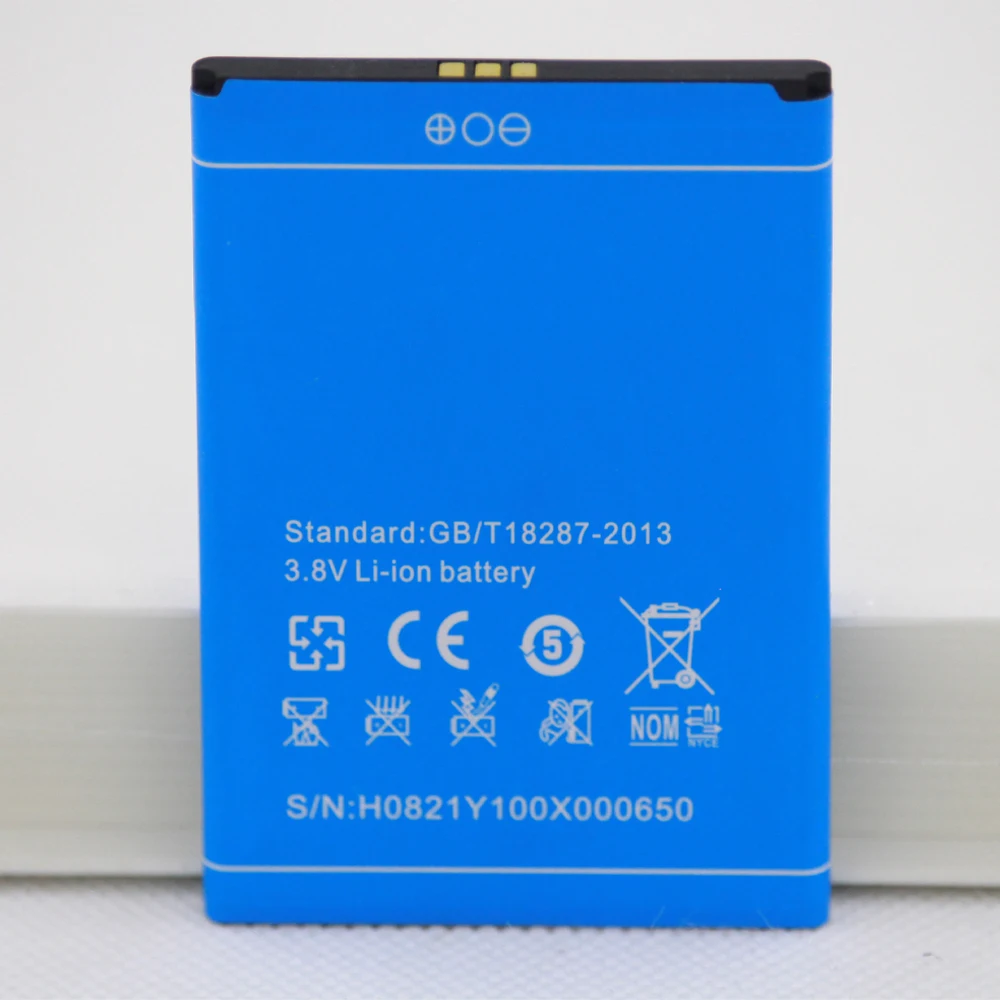 Standard:GB/T18287-2013
3.8V Li-ion battery
CE
5
NOM NYCE
S/N:H0821Y100X000650